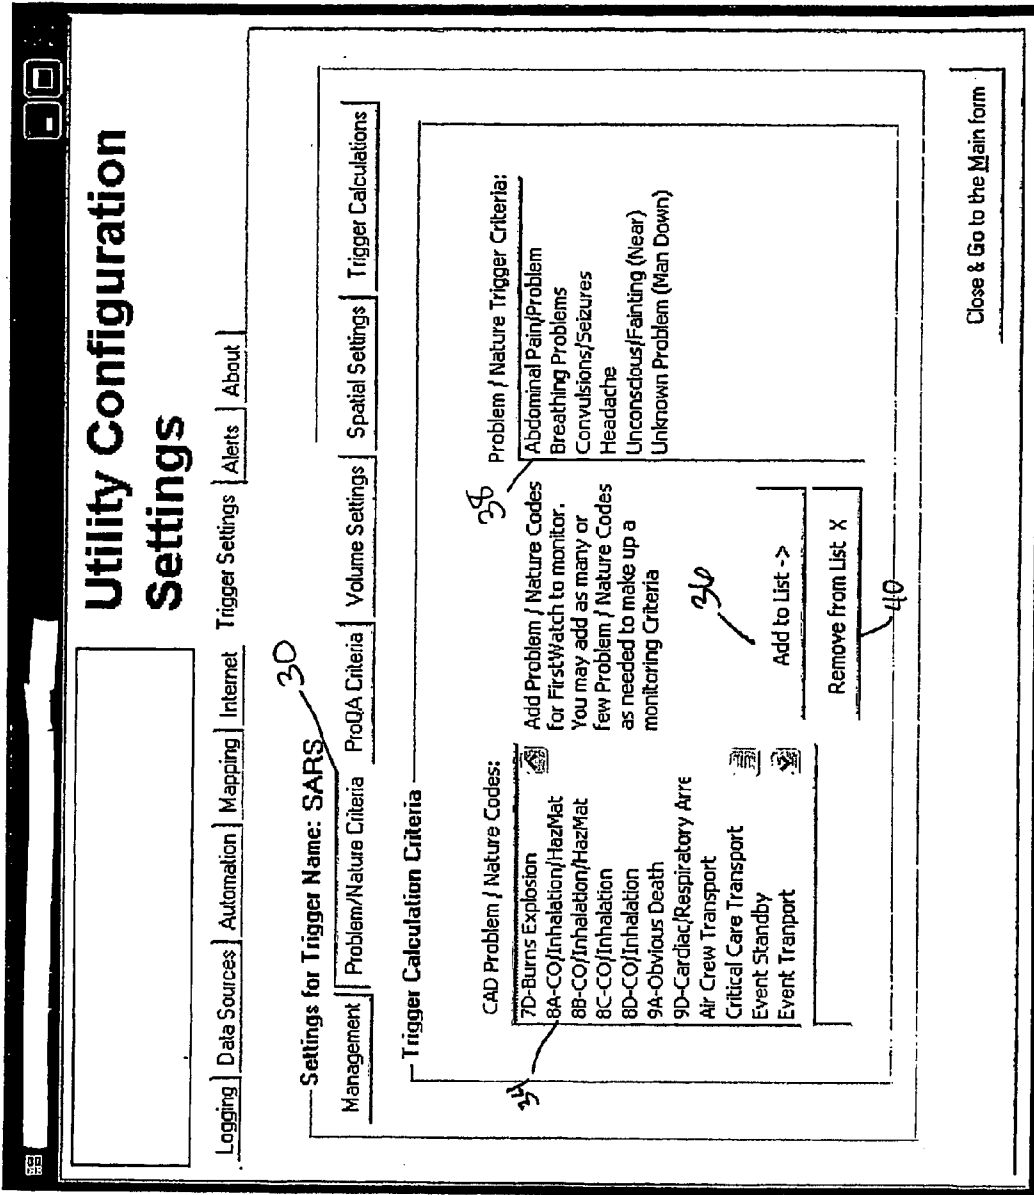 Utility Configuration
Settings
Logging Data Sources Automation Mapping Internet Trigger Settings Alerts About
Settings for Trigger Name: SARS
30
Management Problem/Nature Criteria ProQA Criteria Volume Settings Spatial Settings Trigger Calculations
Trigger Calculation Criteria
CAD Problem / Nature Codes:
7D-Burns Explosion
8A-CO/Inhalation/HazMat
8B-CO/Inhalation/HazMat
8C-CO/Inhalation
8D-CO/Inhalation
9A-Obvious Death
9D-Cardiac/Respiratory Arre
Air Crew Transport
Critical Care Transport
Event Standby
Event Tranport
34
Add Problem / Nature Codes
for FirstWatch to monitor.
You may add as many or
few Problem / Nature Codes
as needed to make up a
monitoring Criteria
36
Add to List ->
Remove from List X
40
38
Problem / Nature Trigger Criteria:
Abdominal Pain/Problem
Breathing Problems
Convulsions/Seizures
Headache
Unconscious/Fainting (Near)
Unknown Problem (Man Down)
Close & Go to the Main form